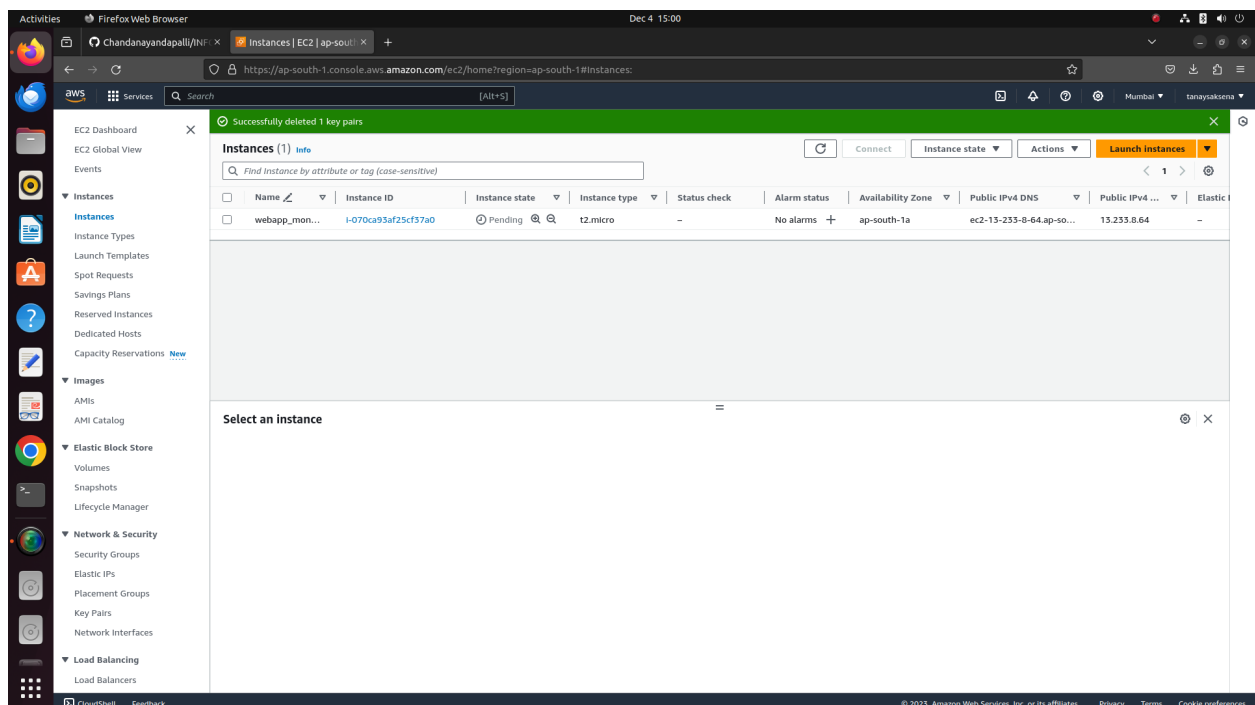 Activities Firefox Web Browser Dec 4 15:00
Chandanayandapalli/INF Instances | EC2 | ap-sout
https://ap-south-1.console.aws.amazon.com/ec2/home?region=ap-south-1#Instances:
aws Services Search [Alt+S] Mumbai tanaysaksena
Successfully deleted 1 key pairs
EC2 Dashboard
EC2 Global View
Events
Instances
Instances
Instance Types
Launch Templates
Spot Requests
Savings Plans
Reserved Instances
Dedicated Hosts
Capacity Reservations New
Images
AMIs
AMI Catalog
Elastic Block Store
Volumes
Snapshots
Lifecycle Manager
Network & Security
Security Groups
Elastic IPs
Placement Groups
Key Pairs
Network Interfaces
Load Balancing
Load Balancers
Instances (1) Info Connect Instance state Actions Launch instances
Find Instance by attribute or tag (case-sensitive) 1
Name Instance ID Instance state Instance type Status check Alarm status Availability Zone Public IPv4 DNS Public IPv4 ... Elastic
webapp_mon... i-070ca93af25cf37a0 Pending t2.micro – No alarms ap-south-1a ec2-13-233-8-64.ap-so... 13.233.8.64 –
Select an instance
CloudShell Feedback © 2023, Amazon Web Services, Inc. or its affiliates. Privacy Terms Cookie preferences